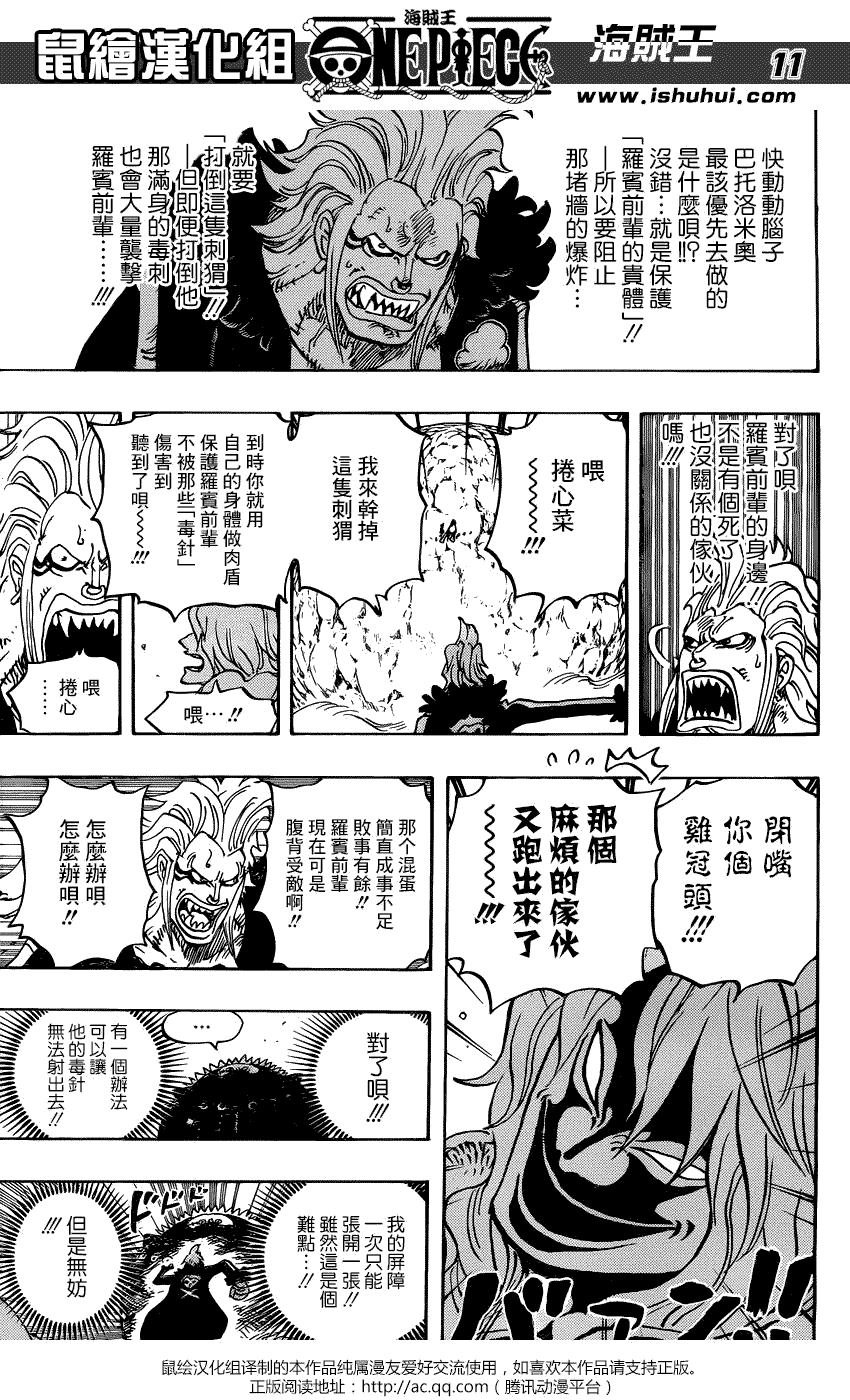 鼠繪漢化組
海賊王
ONE PIECE
海賊王
11
www.ishuhui.com
快動動腦子
巴托洛米奧
最該優先去做的
是什麼唄!!?
沒錯…就是保護
「羅賓前輩的貴體」!!
—所以要阻止
那堵牆的爆炸…
就要
「打倒這隻刺猬」!!
—但即便打倒他
那滿身的毒刺
也會大量襲擊
羅賓前輩……!!!
對了唄
羅賓前輩的身邊!!
不是有個死了
也沒關係的傢伙
嗎!!!
喂
捲心菜
～～～!!!
我來幹掉
這隻刺猬
到時你就用
自己的身體做肉盾
保護羅賓前輩
不被那些「毒針」
傷害到
聽到了唄～～～!!!
喂…!!
喂
捲心
……
閉嘴
你個
雞冠頭!!!
那個
麻煩的傢伙
又跑出來了
～～～!!!
那个混蛋
簡直成事不足
敗事有餘!!
羅賓前輩
現在可是
腹背受敵啊!!
怎麼辦唄
怎麼辦唄!!
對了唄!!!
…
有一個辦法
可以讓
他的毒針
無法射出去!!
我的屏障
一次只能
張開一張!!
雖然這是個
難點…!!
但是無妨
!!!
ドドドド
バァァン!!
鼠绘汉化组译制的本作品纯属漫友爱好交流使用，如喜欢本作品请支持正版。
正版阅读地址：http://ac.qq.com（腾讯动漫平台）